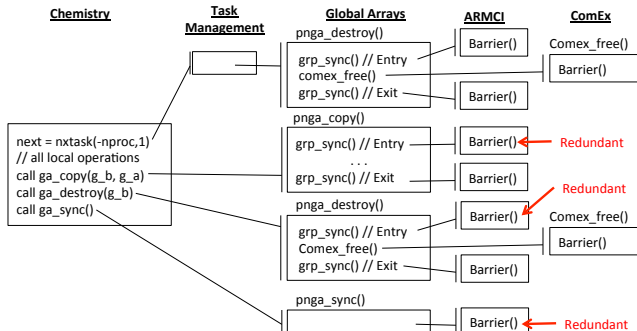 Chemistry
Task Management
Global Arrays
ARMCI
ComEx
pnga_destroy()
grp_sync() // Entry
comex_free()
grp_sync() // Exit
Barrier()
Barrier()
Comex_free()
Barrier()
next = nxtask(-nproc,1)
// all local operations
call ga_copy(g_b, g_a)
call ga_destroy(g_b)
call ga_sync()
pnga_copy()
grp_sync() // Entry
. . .
grp_sync() // Exit
Barrier()
Redundant
Barrier()
Redundant
pnga_destroy()
grp_sync() // Entry
Comex_free()
grp_sync() // Exit
Barrier()
Barrier()
Comex_free()
Barrier()
pnga_sync()
Barrier()
Redundant